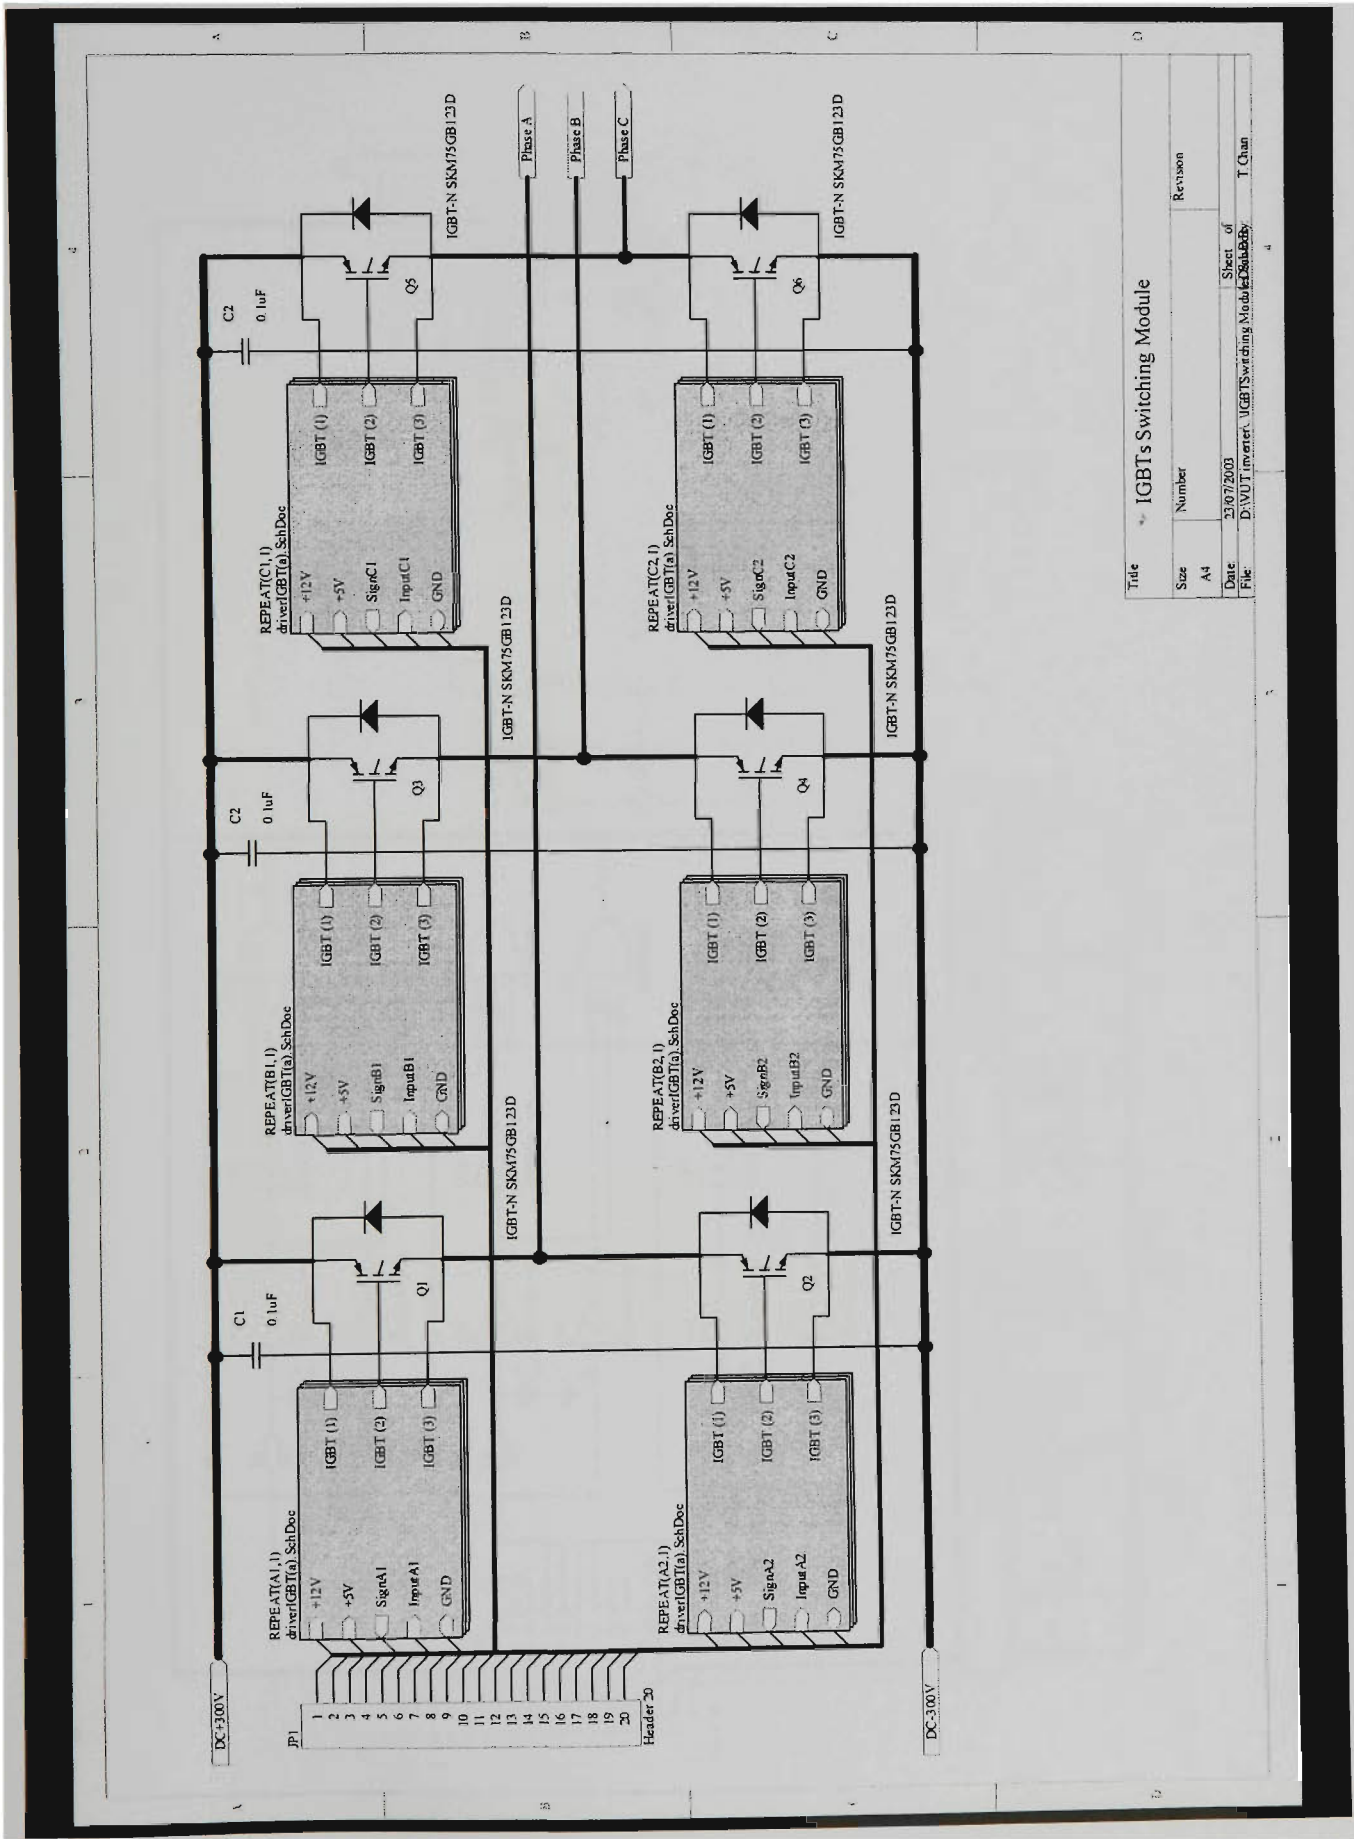 DC+300V
C1
0.1uF
C2
0.1uF
C2
0.1uF
REPEAT(A1,1)
driverIGBT(a).SchDoc
+12V
+5V
SignA1
InputA1
GND
IGBT (1)
IGBT (2)
IGBT (3)
Q1
IGBT-N SKM75GB123D
REPEAT(B1,1)
driverIGBT(a).SchDoc
+12V
+5V
SignB1
InputB1
GND
IGBT (1)
IGBT (2)
IGBT (3)
Q3
IGBT-N SKM75GB123D
REPEAT(C1,1)
driverIGBT(a).SchDoc
+12V
+5V
SignC1
InputC1
GND
IGBT (1)
IGBT (2)
IGBT (3)
Q5
IGBT-N SKM75GB123D
JP1
1
2
3
4
5
6
7
8
9
10
11
12
13
14
15
16
17
18
19
20
Header 20
Phase A
Phase B
Phase C
REPEAT(A2,1)
driverIGBT(a).SchDoc
+12V
+5V
SignA2
InputA2
GND
IGBT (1)
IGBT (2)
IGBT (3)
Q2
IGBT-N SKM75GB123D
REPEAT(B2,1)
driverIGBT(a).SchDoc
+12V
+5V
SignB2
InputB2
GND
IGBT (1)
IGBT (2)
IGBT (3)
Q4
IGBT-N SKM75GB123D
REPEAT(C2,1)
driverIGBT(a).SchDoc
+12V
+5V
SignC2
InputC2
GND
IGBT (1)
IGBT (2)
IGBT (3)
Q6
IGBT-N SKM75GB123D
DC-300V
Title
IGBTs Switching Module
Size
A4
Number
Revision
Date:
23/07/2003
Sheet of
File:
D:\VUT inverter\ \IGBTSwitching Module
T.Chan
1
2
3
4
1
2
3
4
A
B
C
D
A
B
C
D